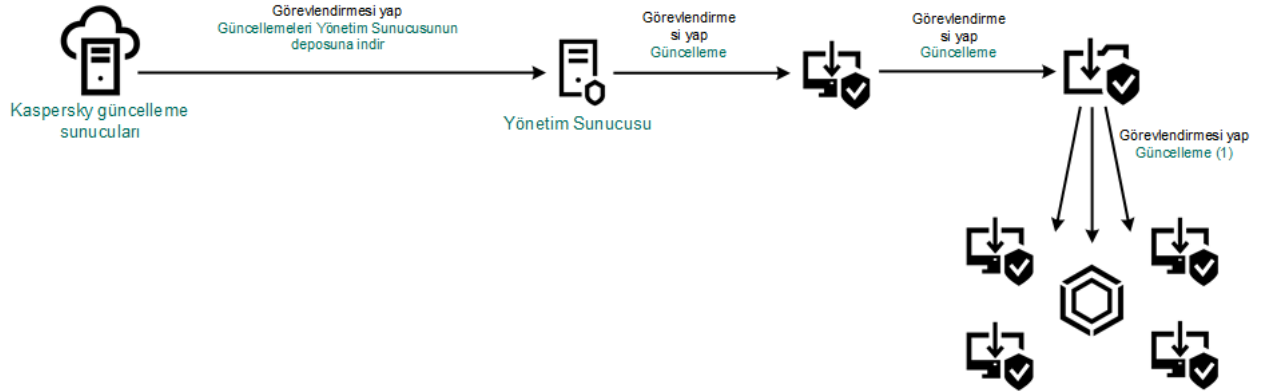 Görevlendirmesi yap
Güncellemeleri Yönetim Sunucusunun
deposuna indir
Görevlendirme
si yap
Güncelleme
Görevlendirme
si yap
Güncelleme
Kaspersky güncelleme
sunucuları
Yönetim Sunucusu
Görevlendirmesi yap
Güncelleme (1)